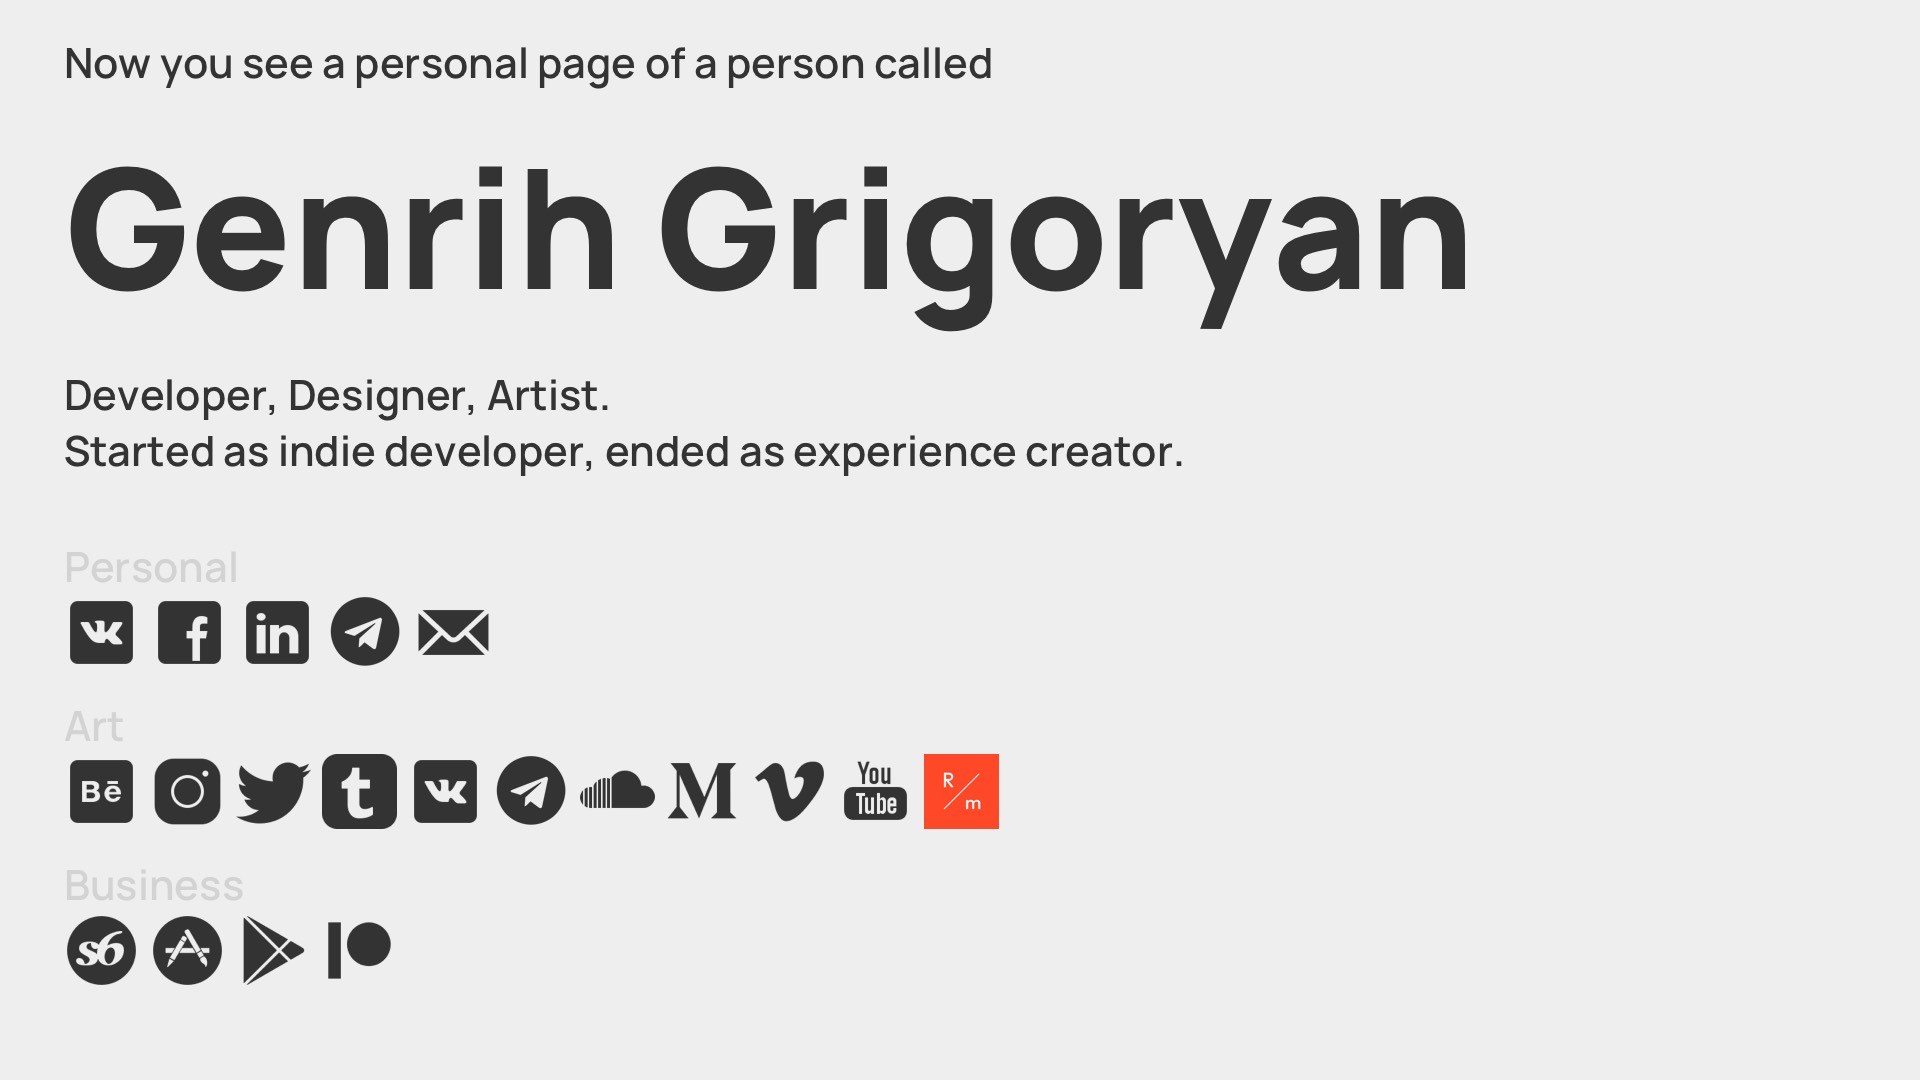 Now you see a personal page of a person called
Genrih Grigoryan
Developer, Designer, Artist.
Started as indie developer, ended as experience creator.
Personal
in
Art
Bē
You
Tube
R/m
Business
s6